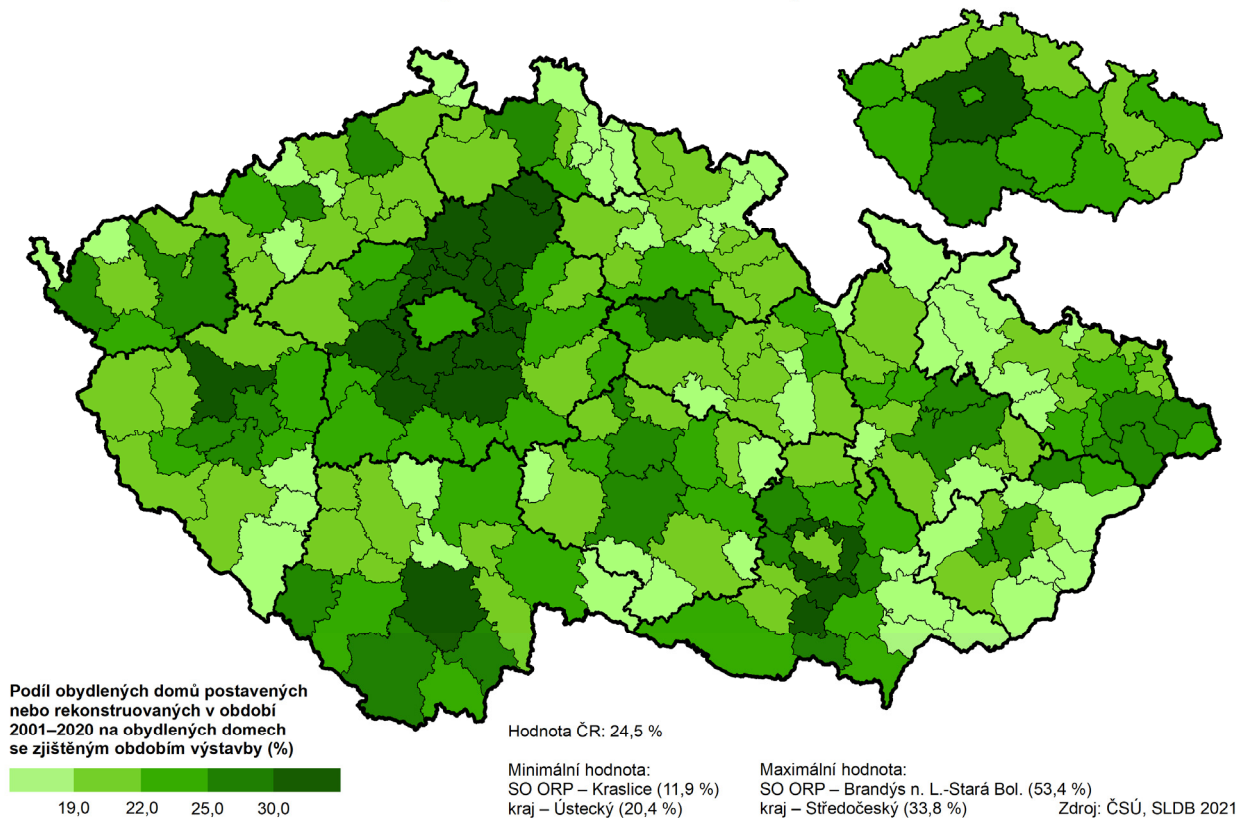 Podíl obydlených domů postavených
nebo rekonstruovaných v období
2001–2020 na obydlených domech
se zjištěným obdobím výstavby (%)
19,0 22,0 25,0 30,0
Hodnota ČR: 24,5 %
Minimální hodnota:
SO ORP – Kraslice (11,9 %)
kraj – Ústecký (20,4 %)
Maximální hodnota:
SO ORP – Brandýs n. L.-Stará Bol. (53,4 %)
kraj – Středočeský (33,8 %)
Zdroj: ČSÚ, SLDB 2021